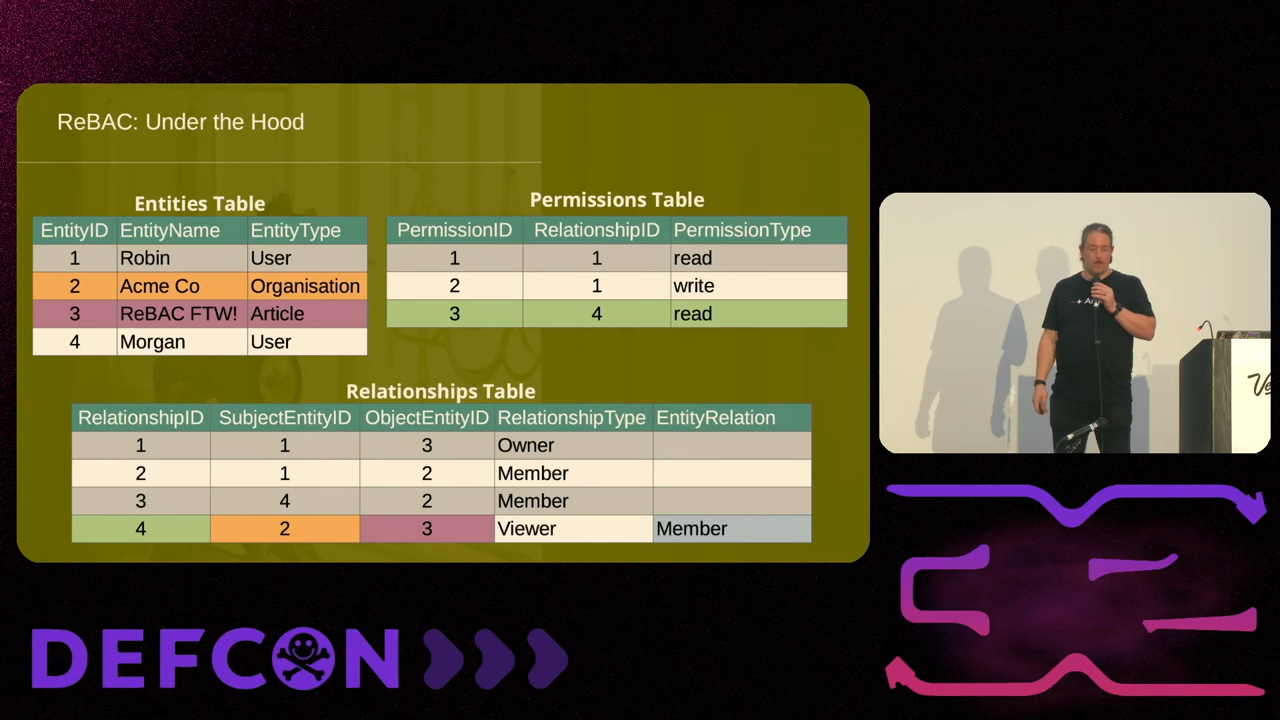 ReBAC: Under the Hood
Entities Table
EntityID EntityName EntityType
1 Robin User
2 Acme Co Organisation
3 ReBAC FTW! Article
4 Morgan User
Permissions Table
PermissionID RelationshipID PermissionType
1 1 read
2 1 write
3 4 read
Relationships Table
RelationshipID SubjectEntityID ObjectEntityID RelationshipType EntityRelation
1 1 3 Owner
2 1 2 Member
3 4 2 Member
4 2 3 Viewer Member
DEFCON